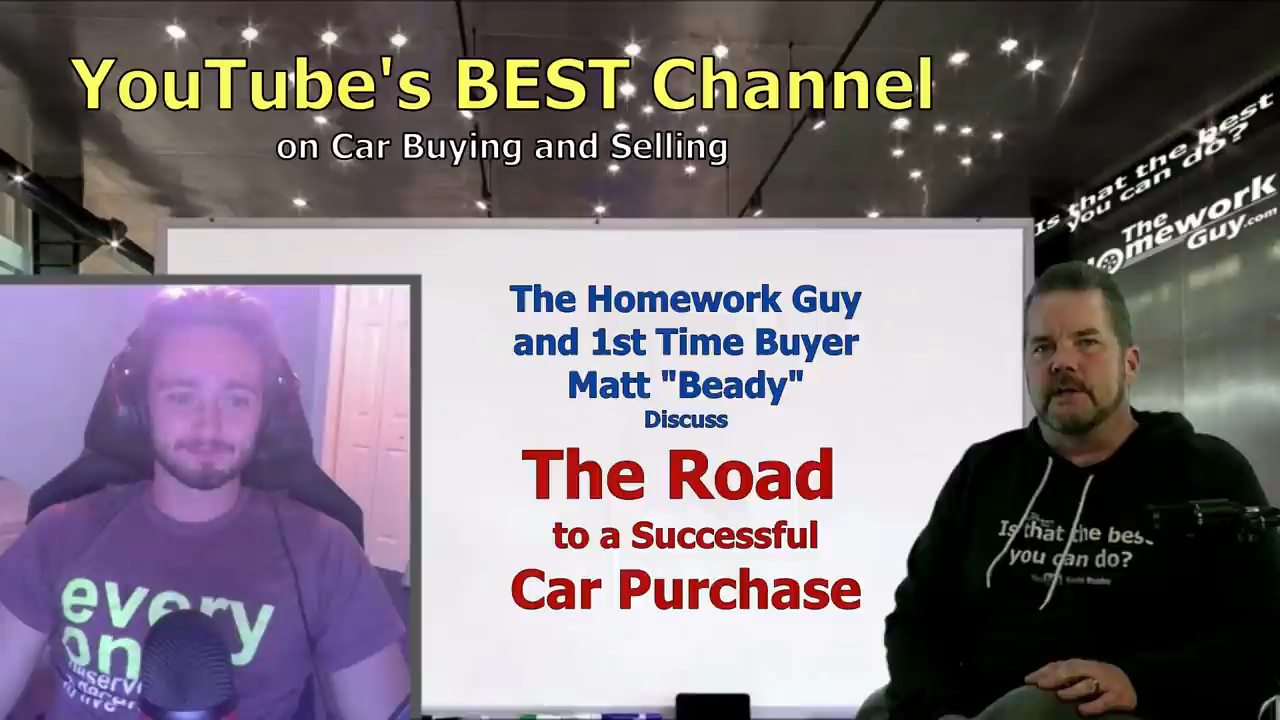 YouTube's BEST Channel
on Car Buying and Selling
Is that the best
you can do?
The
Homework
Guy.com
The Homework Guy
and 1st Time Buyer
Matt "Beady"
Discuss
The Road
to a Successful
Car Purchase
every
on
Is that the bes
you can do?